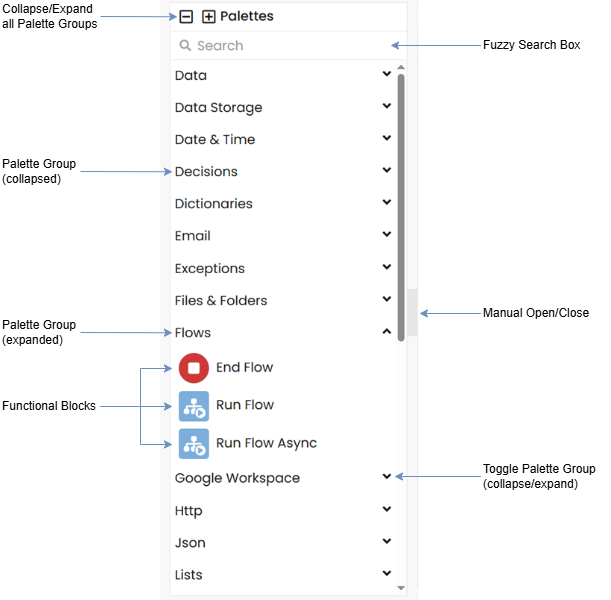 Collapse/Expand
all Palette Groups
Palettes
Search
Fuzzy Search Box
Data
Data Storage
Date & Time
Palette Group
(collapsed)
Decisions
Dictionaries
Email
Exceptions
Files & Folders
Manual Open/Close
Palette Group
(expanded)
Flows
End Flow
Functional Blocks
Run Flow
Run Flow Async
Google Workspace
Toggle Palette Group
(collapse/expand)
Http
Json
Lists